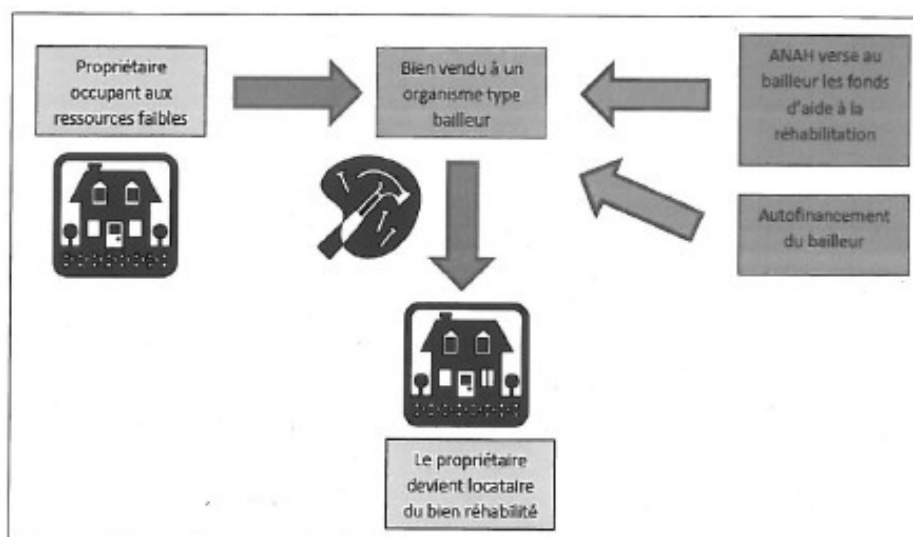 Propriétaire
occupant aux
ressources faibles
Bien vendu à un
organisme type
bailleur
ANAH verse au
bailleur les fonds
d'aide à la
réhabilitation
Autofinancement
du bailleur
Le propriétaire
devient locataire
du bien réhabilité